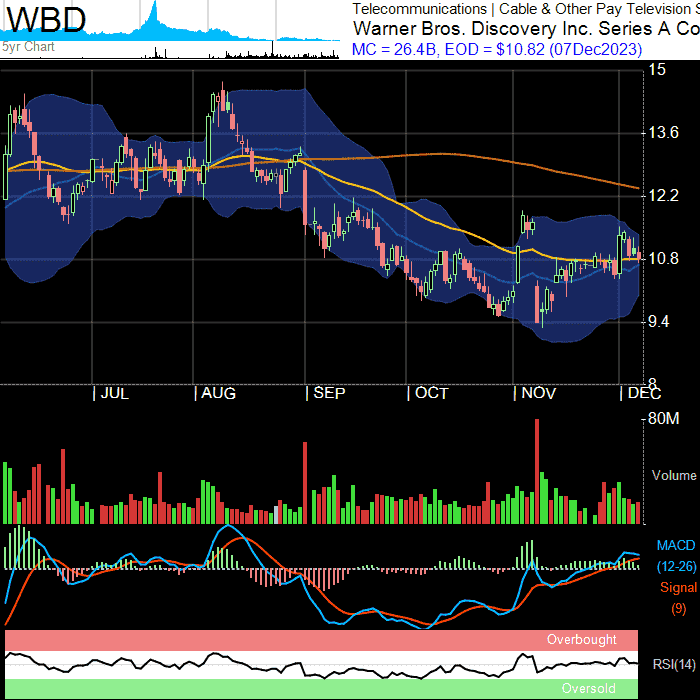 WBD
5yr Chart
Telecommunications | Cable & Other Pay Television S
Warner Bros. Discovery Inc. Series A Co
MC = 26.4B, EOD = $10.82 (07Dec2023)
15
13.6
12.2
10.8
9.4
8
| JUL | AUG | SEP | OCT | NOV | DEC
80M
Volume
MACD
(12-26)
Signal
(9)
Overbought
RSI(14)
Oversold